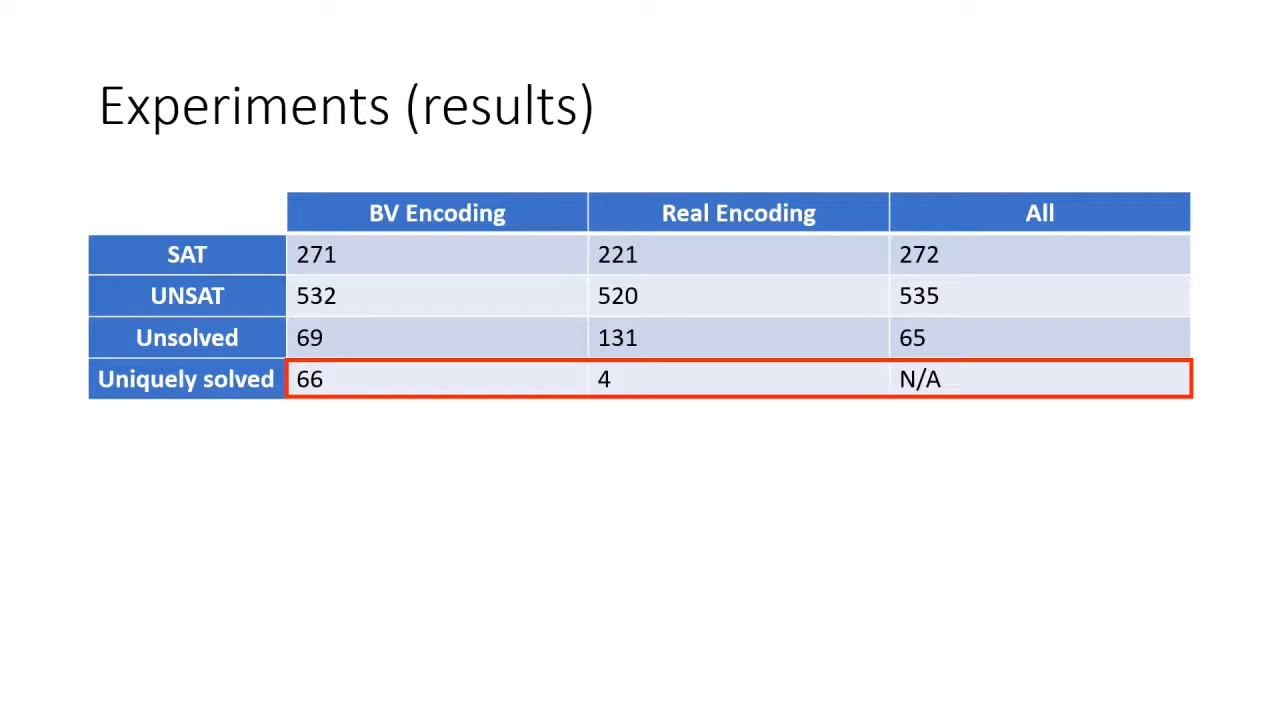 Experiments (results)
BV Encoding Real Encoding All
SAT 271 221 272
UNSAT 532 520 535
Unsolved 69 131 65
Uniquely solved 66 4 N/A